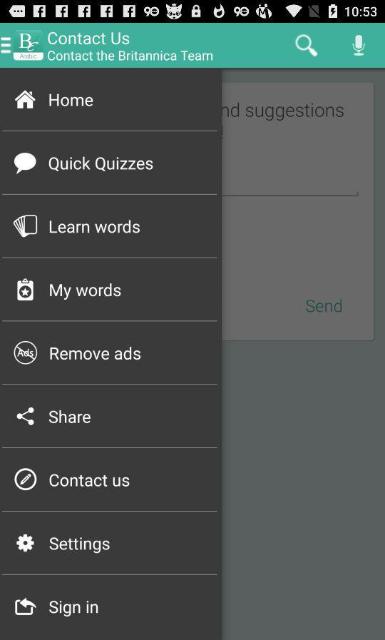 10:53
Contact Us
Contact the Britannica Team
Arabic
Home
nd suggestions
Quick Quizzes
Learn words
My words
Send
Ads
Remove ads
Share
Contact us
Settings
Sign in